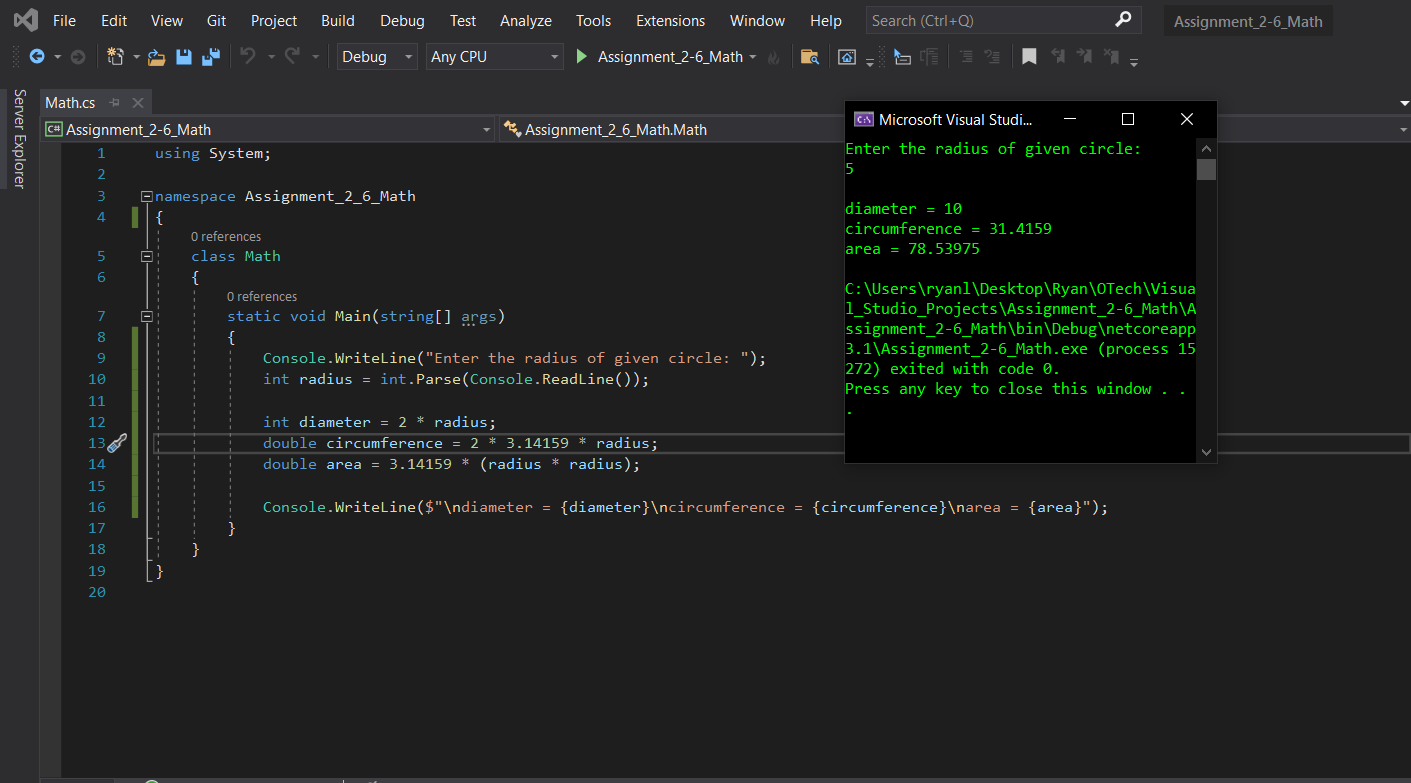 File Edit View Git Project Build Debug Test Analyze Tools Extensions Window Help Search (Ctrl+Q) Assignment_2-6_Math
Debug Any CPU Assignment_2-6_Math
Server Explorer
Math.cs
C# Assignment_2-6_Math Assignment_2_6_Math.Math
1 using System;
2
3 namespace Assignment_2_6_Math
4 {
0 references
5 class Math
6 {
0 references
7 static void Main(string[] args)
8 {
9 Console.WriteLine("Enter the radius of given circle: ");
10 int radius = int.Parse(Console.ReadLine());
11
12 int diameter = 2 * radius;
13 double circumference = 2 * 3.14159 * radius;
14 double area = 3.14159 * (radius * radius);
15
16 Console.WriteLine($"\ndiameter = {diameter}\ncircumference = {circumference}\narea = {area}");
17 }
18 }
19 }
20
C:\ Microsoft Visual Studi...
Enter the radius of given circle:
5
diameter = 10
circumference = 31.4159
area = 78.53975
C:\Users\ryanl\Desktop\Ryan\OTech\Visua
l_Studio_Projects\Assignment_2-6_Math\A
ssignment_2-6_Math\bin\Debug\netcoreapp
3.1\Assignment_2-6_Math.exe (process 15
272) exited with code 0.
Press any key to close this window . .
.